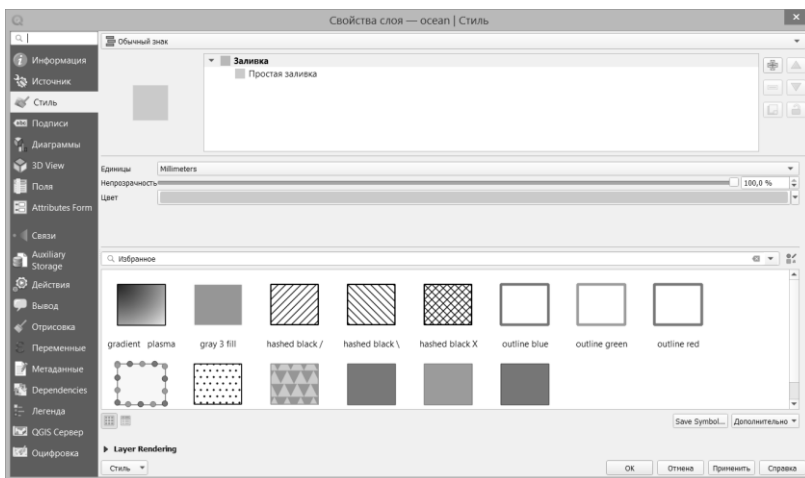 Свойства слоя — ocean | Стиль
Обычный знак
Информация
Источник
Стиль
Подписи
Диаграммы
3D View
Поля
Attributes Form
Связи
Auxiliary
Storage
Действия
Вывод
Отрисовка
Переменные
Метаданные
Dependencies
Легенда
QGIS Сервер
Оцифровка
Заливка
Простая заливка
Единицы
Milimeters
Непрозрачность
100,0 %
Цвет
Избранное
gradient plasma
gray 3 fill
hashed black /
hashed black \
hashed black X
outline blue
outline green
outline red
Save Symbol...
Дополнительно
Layer Rendering
Стиль
OK
Отмена
Применить
Справка